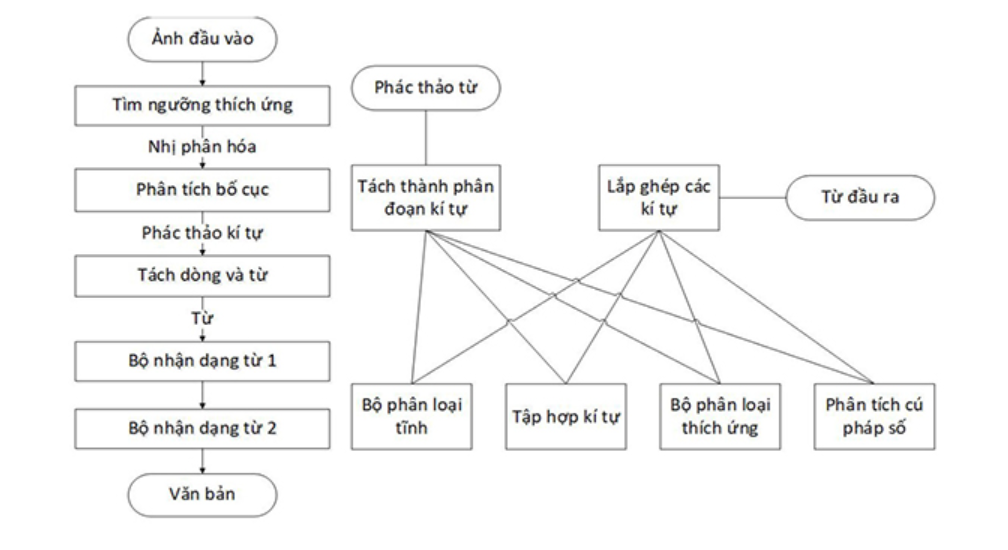 Ảnh đầu vào
Tìm ngưỡng thích ứng
Nhị phân hóa
Phân tích bố cục
Phác thảo kí tự
Tách dòng và từ
Từ
Bộ nhận dạng từ 1
Bộ nhận dạng từ 2
Văn bản
Phác thảo từ
Tách thành phân
đoạn kí tự
Lắp ghép các
kí tự
Từ đầu ra
Bộ phân loại
tĩnh
Tập hợp kí tự
Bộ phân loại
thích ứng
Phân tích cú
pháp số